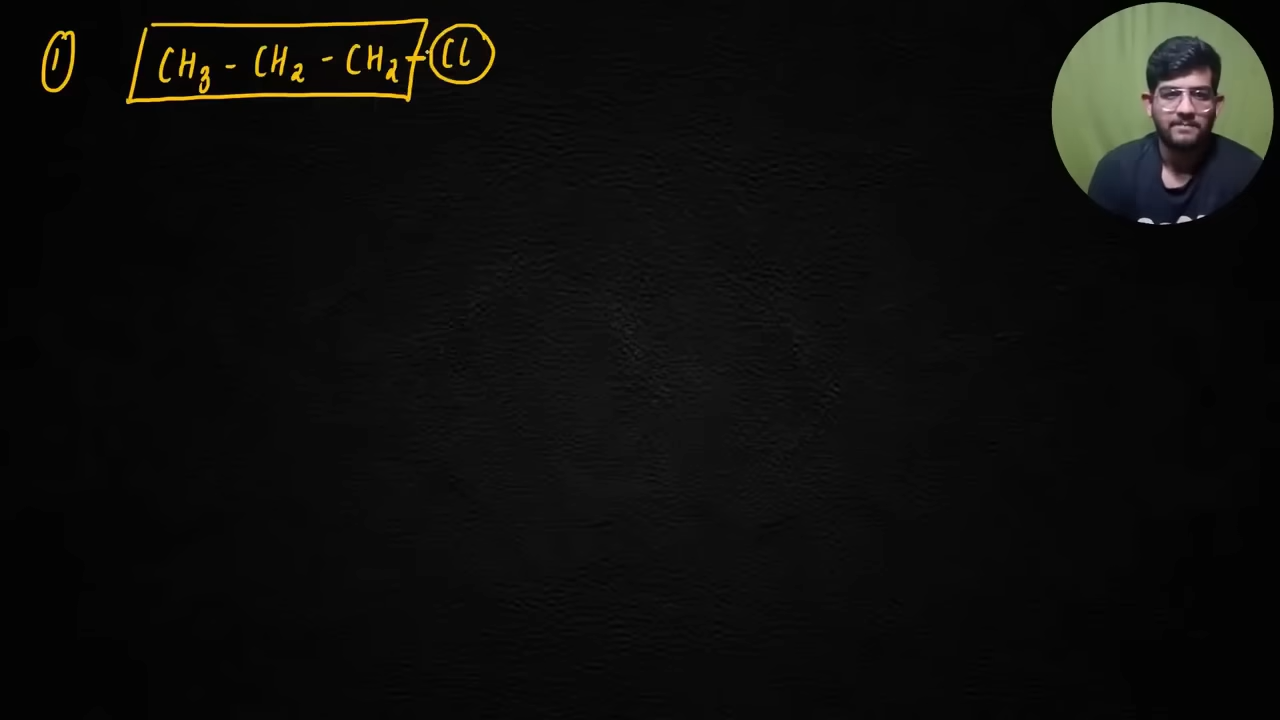 ① CH₃ - CH₂ - CH₂ - Cl